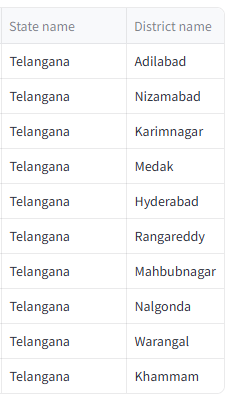 State name District name
Telangana Adilabad
Telangana Nizamabad
Telangana Karimnagar
Telangana Medak
Telangana Hyderabad
Telangana Rangareddy
Telangana Mahbubnagar
Telangana Nalgonda
Telangana Warangal
Telangana Khammam